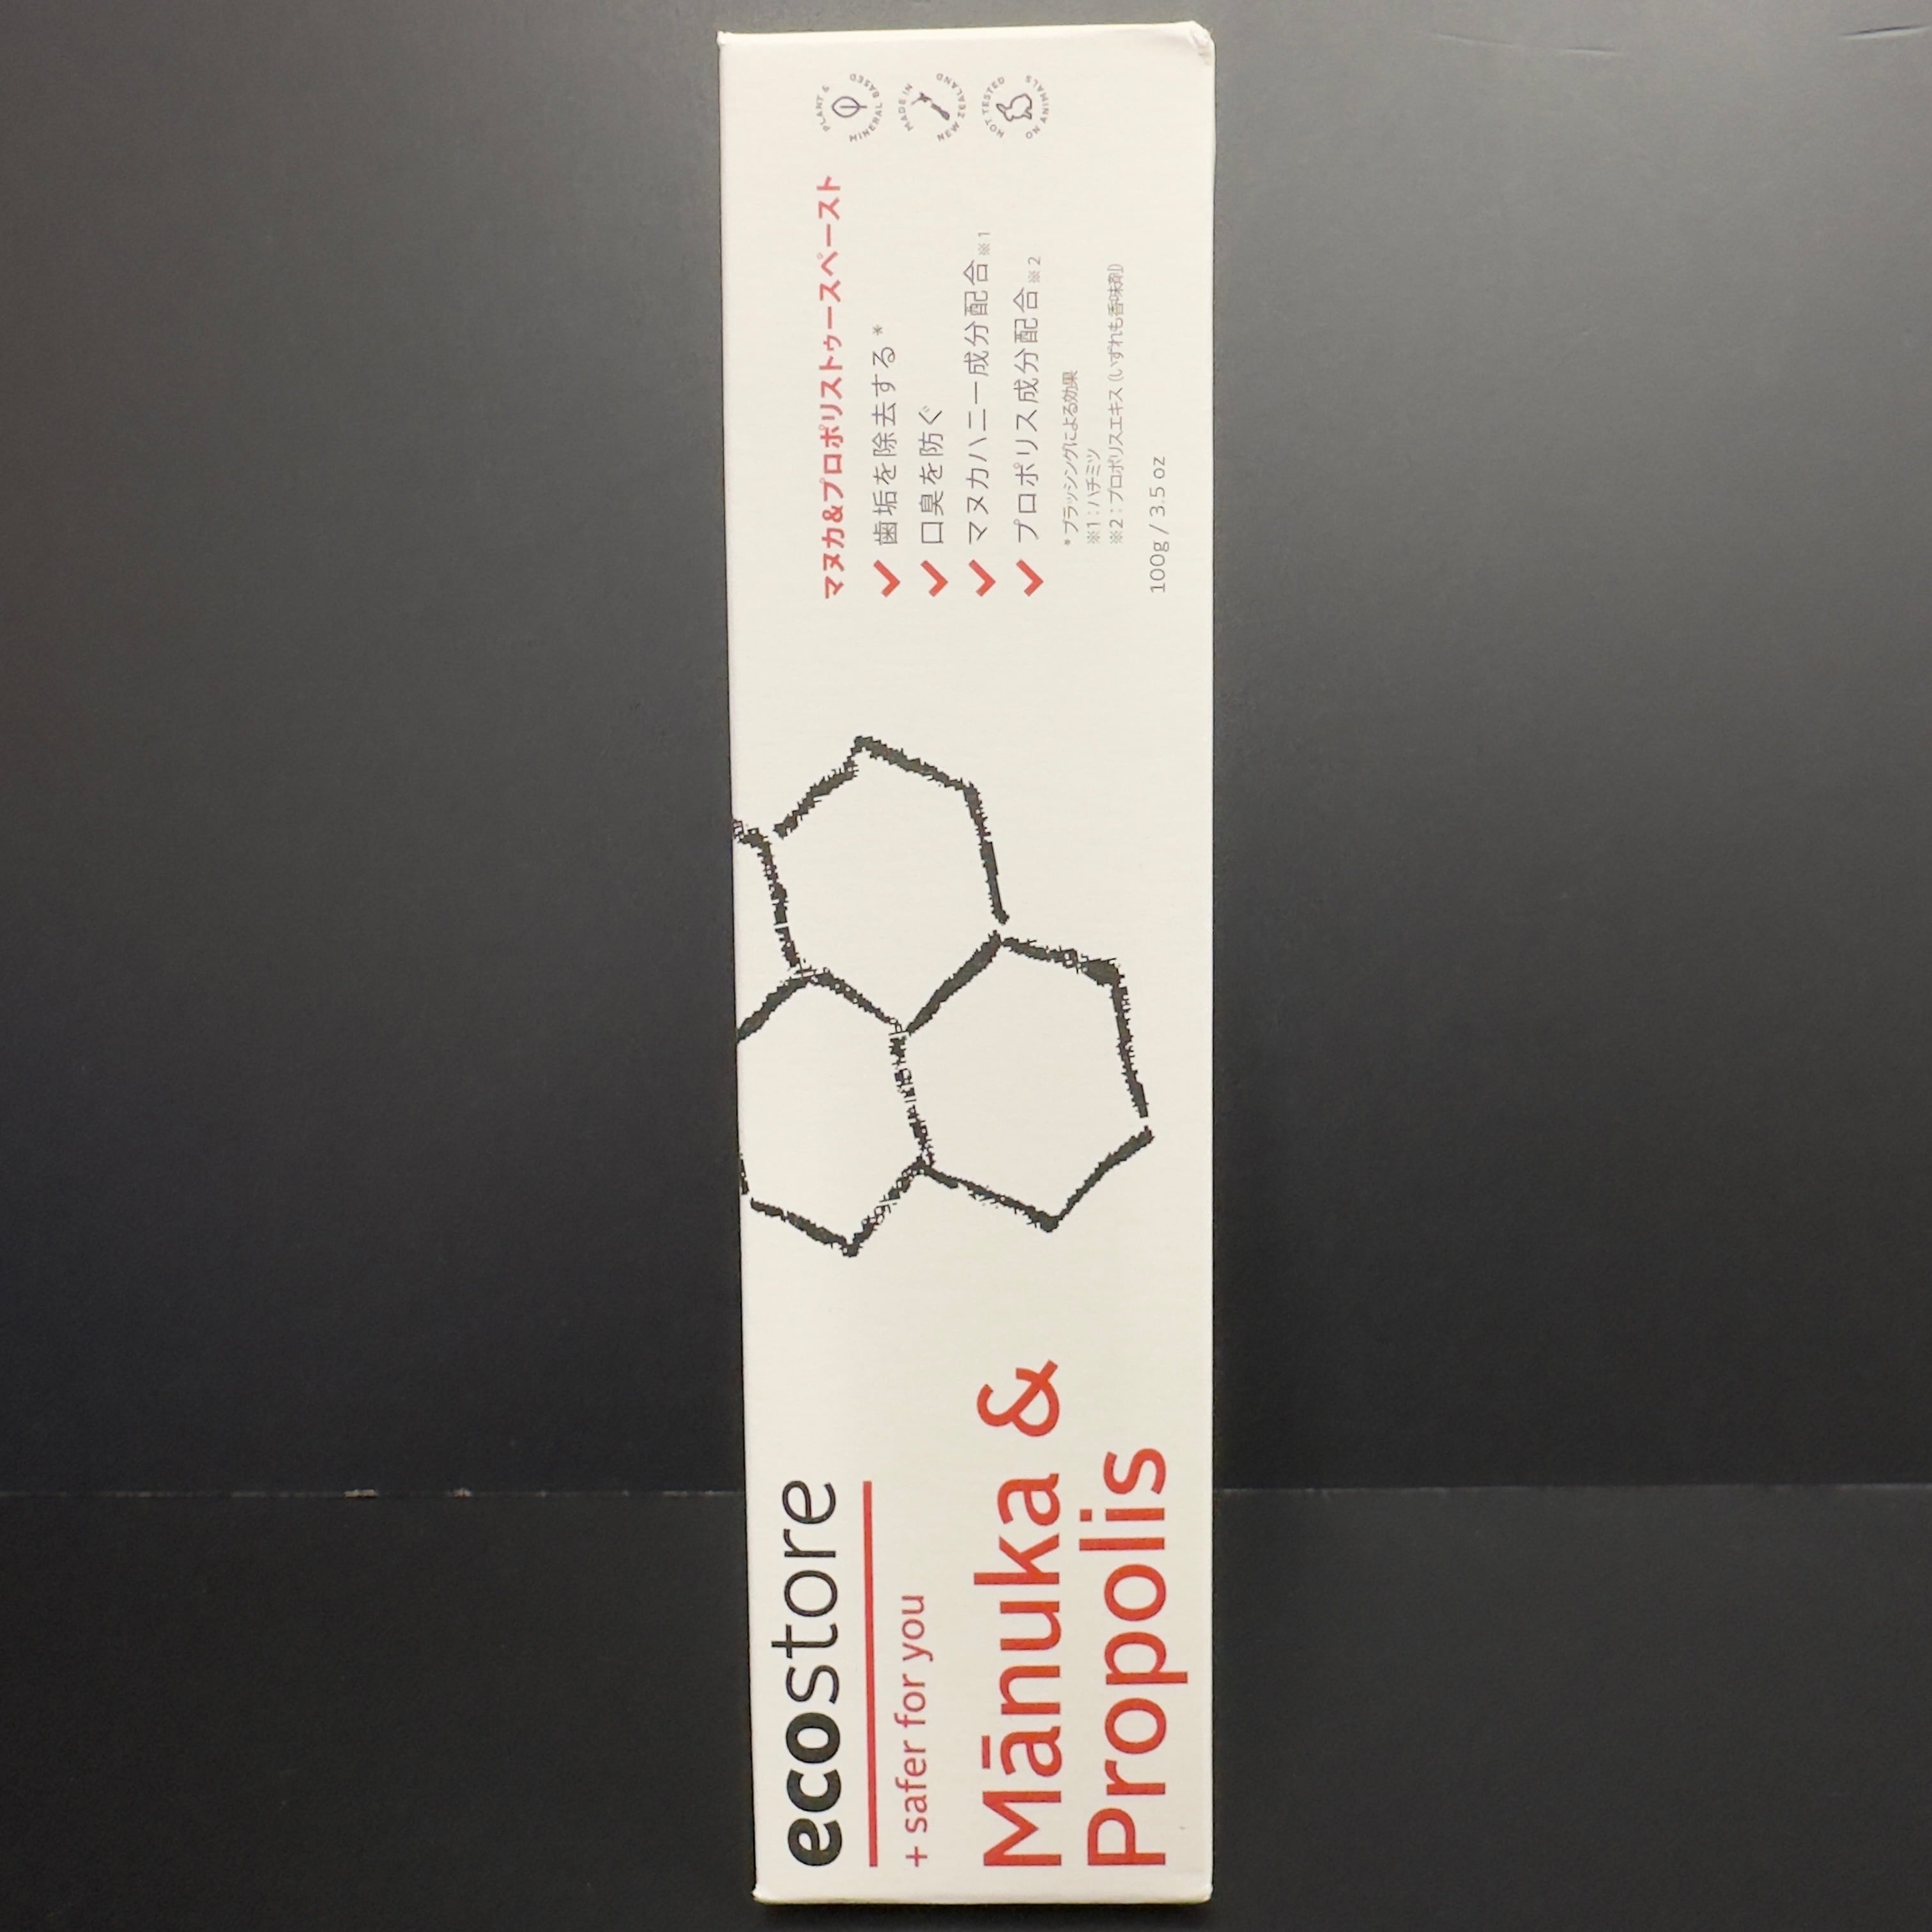 ecostore
+ safer for you
Mānuka &
Propolis
マヌカ&プロポリストゥースペースト
歯垢を除去する*
口臭を防ぐ
マヌカハニー成分配合※1
プロポリス成分配合※2
* ブラッシングによる効果
※1：ハチミツ
※2：プロポリスエキス（いずれも香味剤）
100g / 3.5 oz
PLANT & MINERAL BASED
MADE IN NEW ZEALAND
NOT TESTED ON ANIMALS